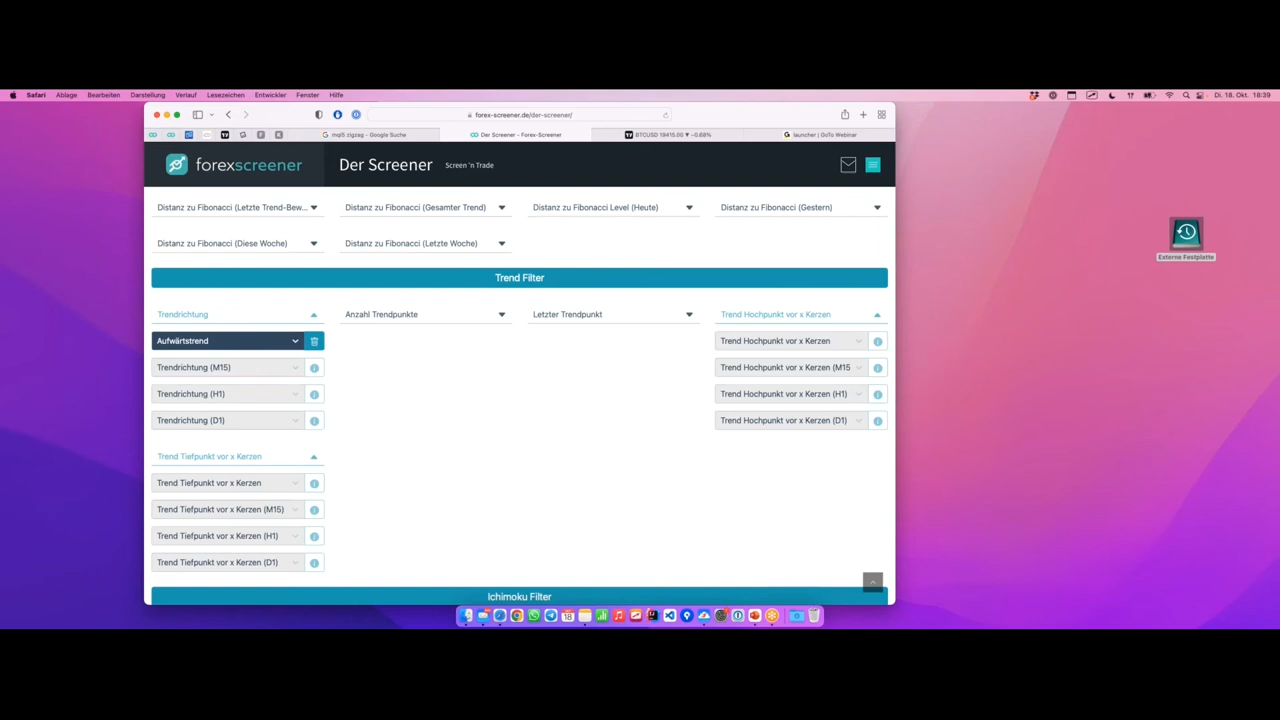 Safari Ablage Bearbeiten Darstellung Verlauf Lesezeichen Entwickler Fenster Hilfe Di. 18. Okt. 18:39
forex-screener.de/der-screener/
mql5 zigzag - Google Suche Der Screener - Forex-Screener BTCUSD 19415.00 ▼ −0.68% launcher | GoTo Webinar
forexscreener Der Screener Screen 'n Trade
Distanz zu Fibonacci (Letzte Trend-Bew... Distanz zu Fibonacci (Gesamter Trend) Distanz zu Fibonacci Level (Heute) Distanz zu Fibonacci (Gestern)
Distanz zu Fibonacci (Diese Woche) Distanz zu Fibonacci (Letzte Woche)
Trend Filter
Trendrichtung Anzahl Trendpunkte Letzter Trendpunkt Trend Hochpunkt vor x Kerzen
Aufwärtstrend Trend Hochpunkt vor x Kerzen
Trendrichtung (M15) Trend Hochpunkt vor x Kerzen (M15
Trendrichtung (H1) Trend Hochpunkt vor x Kerzen (H1)
Trendrichtung (D1) Trend Hochpunkt vor x Kerzen (D1)
Trend Tiefpunkt vor x Kerzen
Trend Tiefpunkt vor x Kerzen
Trend Tiefpunkt vor x Kerzen (M15)
Trend Tiefpunkt vor x Kerzen (H1)
Trend Tiefpunkt vor x Kerzen (D1)
Ichimoku Filter
Externe Festplatte
18